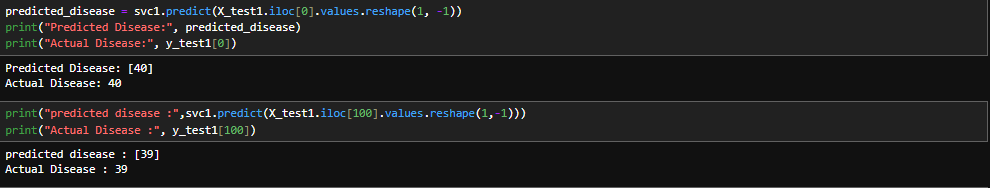 predicted_disease = svc1.predict(X_test1.iloc[0].values.reshape(1, -1))
print("Predicted Disease:", predicted_disease)
print("Actual Disease:", y_test1[0])
Predicted Disease: [40]
Actual Disease: 40
print("predicted disease :",svc1.predict(X_test1.iloc[100].values.reshape(1,-1)))
print("Actual Disease :", y_test1[100])
predicted disease : [39]
Actual Disease : 39